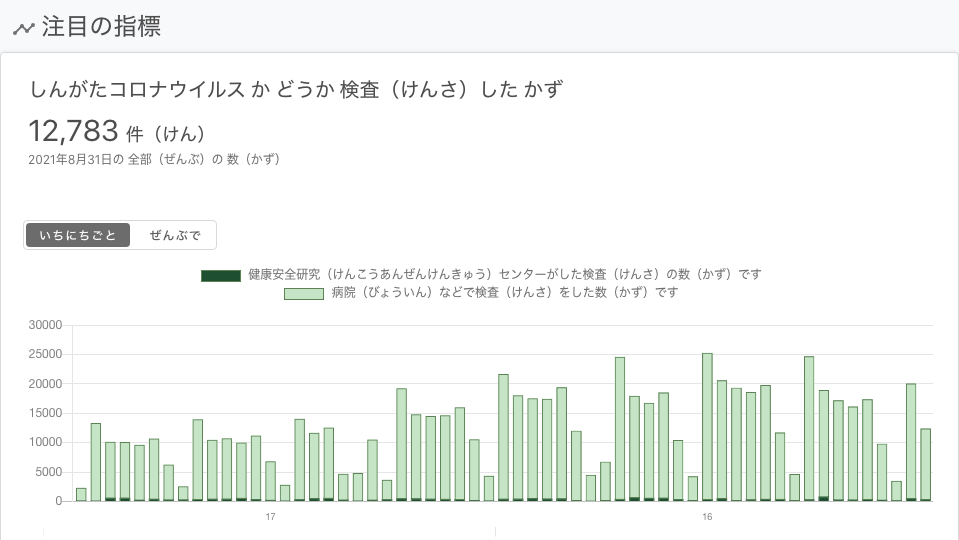 注目の指標
しんがたコロナウイルス か どうか 検査（けんさ）した かず
12,783 件（けん）
2021年8月31日の 全部（ぜんぶ）の 数（かず）
いちにちごと ぜんぶで
健康安全研究（けんこうあんぜんけんきゅう）センターがした検査（けんさ）の数（かず）です
病院（びょういん）などで検査（けんさ）をした数（かず）です
30000
25000
20000
15000
10000
5000
0
17 16